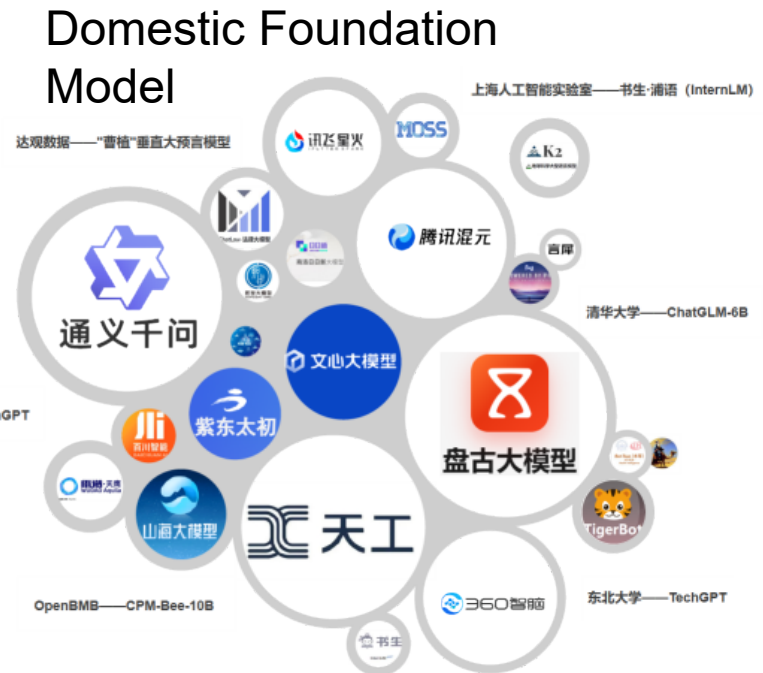 Domestic Foundation
Model
上海人工智能实验室——书生·浦语（InternLM)
达观数据——"曹植"垂直大预言模型
讯飞星火
MOSS
K2
腾讯混元
言犀
通义千问
清华大学——ChatGLM-6B
文心大模型
GPT
紫东太初
百川智能
盘古大模型
山海大模型
天工
TigerBot
OpenBMB——CPM-Bee-10B
360智脑
东北大学——TechGPT
书生